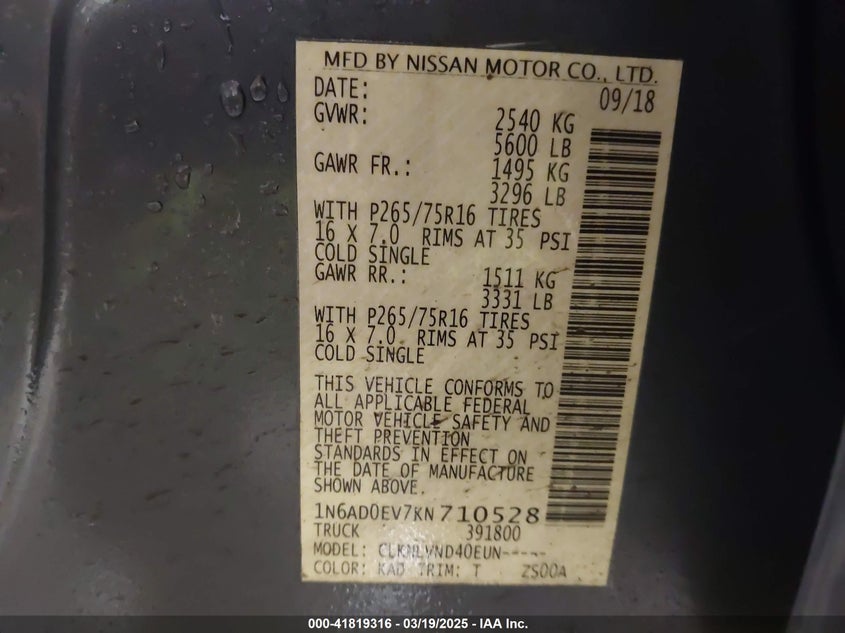 MFD BY NISSAN MOTOR CO., LTD.
DATE: 09/18
GVWR: 2540 KG
5600 LB
GAWR FR.: 1495 KG
3296 LB
WITH P265/75R16 TIRES
16 X 7.0 RIMS AT 35 PSI
COLD SINGLE
GAWR RR.: 1511 KG
3331 LB
WITH P265/75R16 TIRES
16 X 7.0 RIMS AT 35 PSI
COLD SINGLE
THIS VEHICLE CONFORMS TO
ALL APPLICABLE FEDERAL
MOTOR VEHICLE SAFETY AND
THEFT PREVENTION
STANDARDS IN EFFECT ON
THE DATE OF MANUFACTURE
SHOWN ABOVE.
1N6AD0EV7KN710528
TRUCK 391800
MODEL:
COLOR: KAD TRIM: T ZS00A
000-41819316 - 03/19/2025 - IAA Inc.